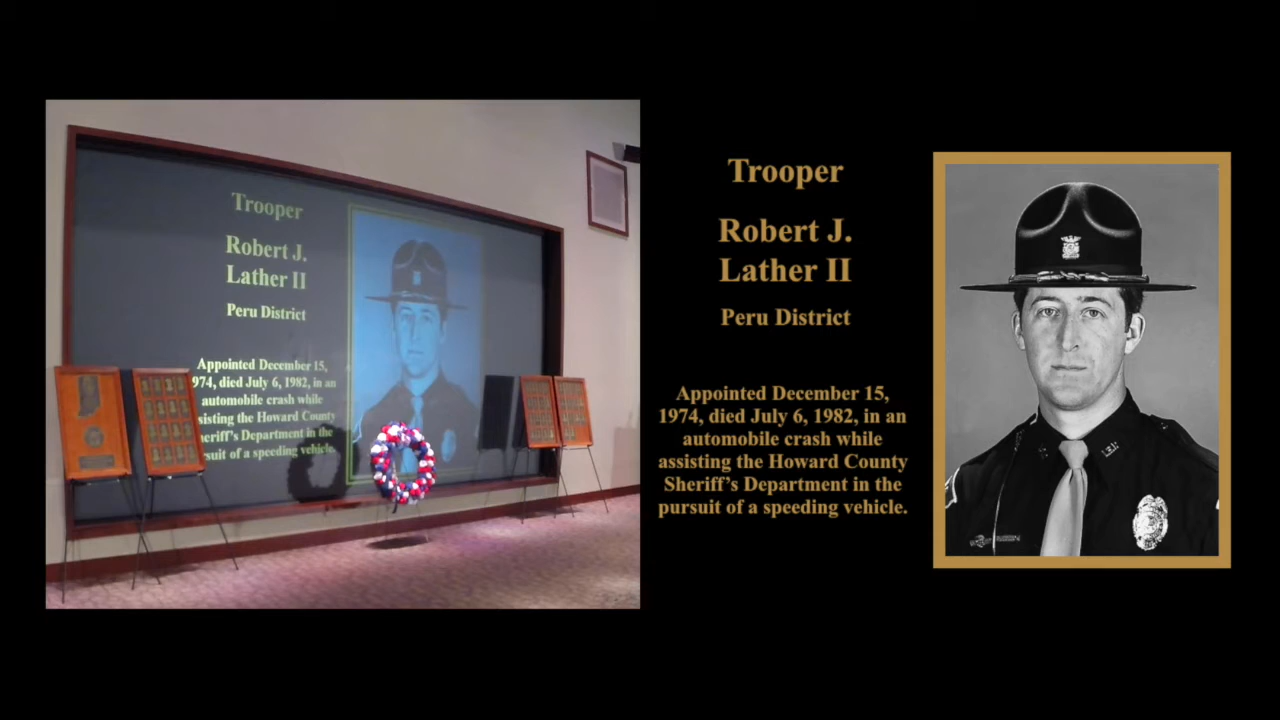 Trooper
Robert J.
Lather II
Peru District
Appointed December 15,
974, died July 6, 1982, in an
automobile crash while
sisting the Howard County
eriff's Department in the
suit of a speeding vehicle.
Trooper
Robert J.
Lather II
Peru District
Appointed December 15,
1974, died July 6, 1982, in an
automobile crash while
assisting the Howard County
Sheriff's Department in the
pursuit of a speeding vehicle.